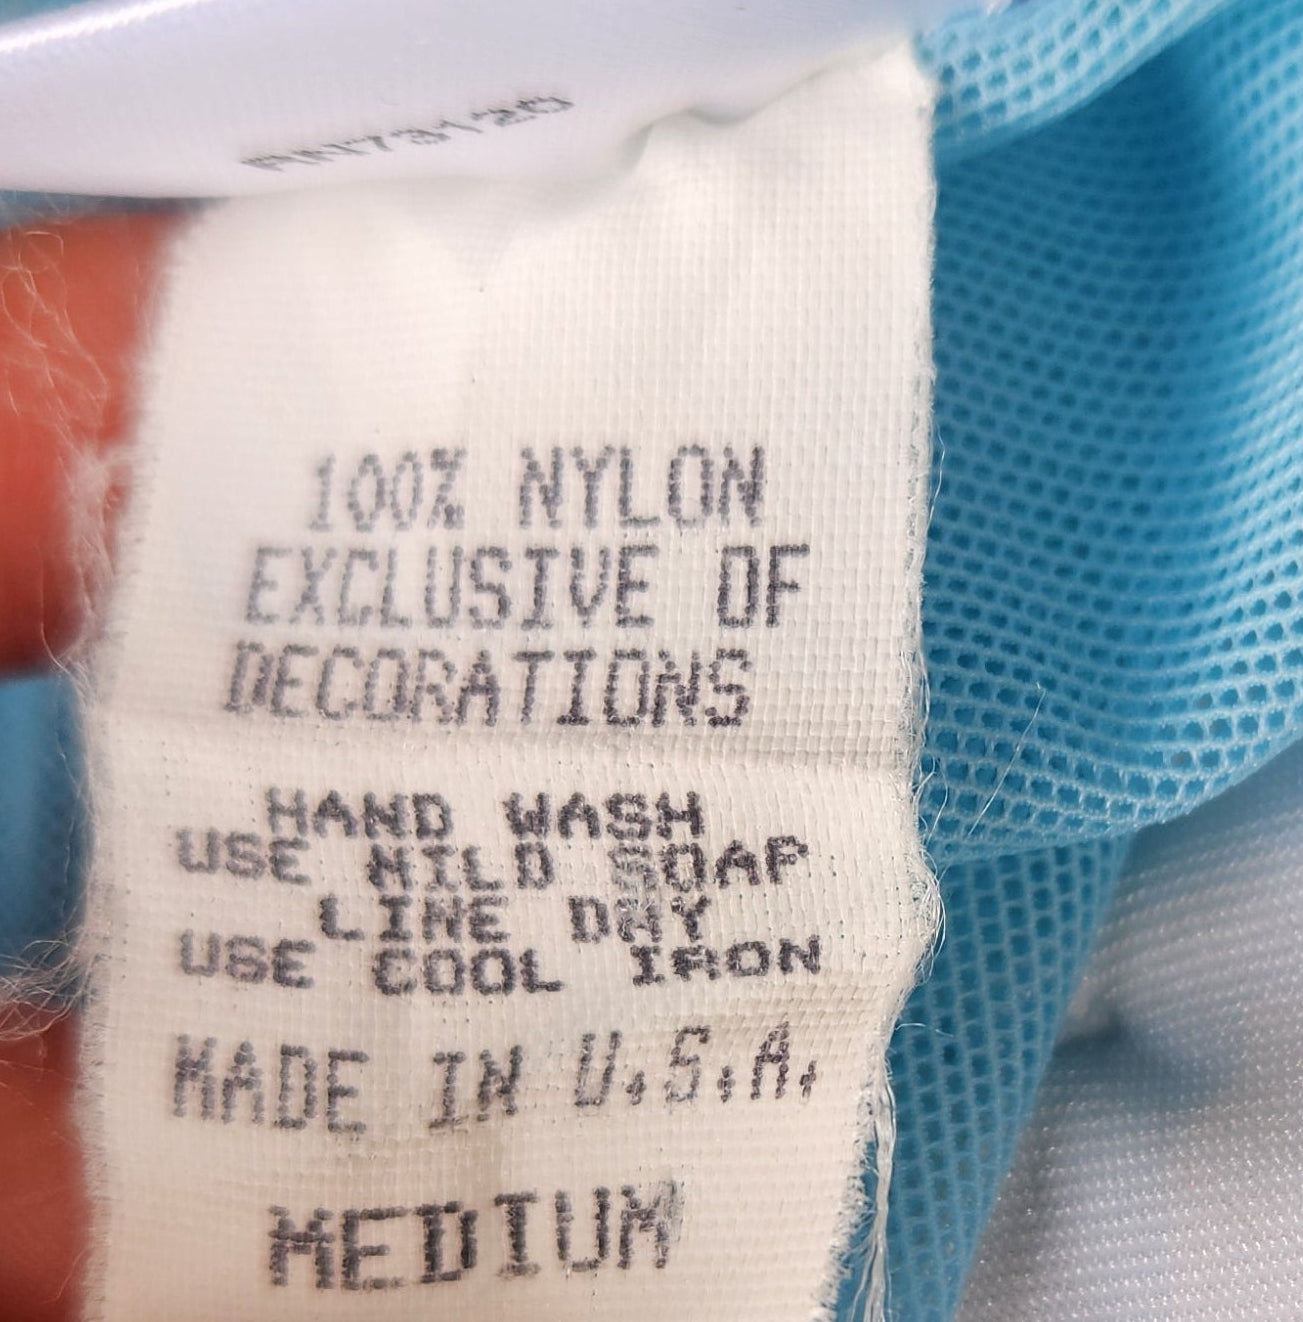 100% NYLON
EXCLUSIVE OF
DECORATIONS
HAND WASH
USE MILD SOAP
LINE DRY
USE COOL IRON
MADE IN U.S.A.
MEDIUM